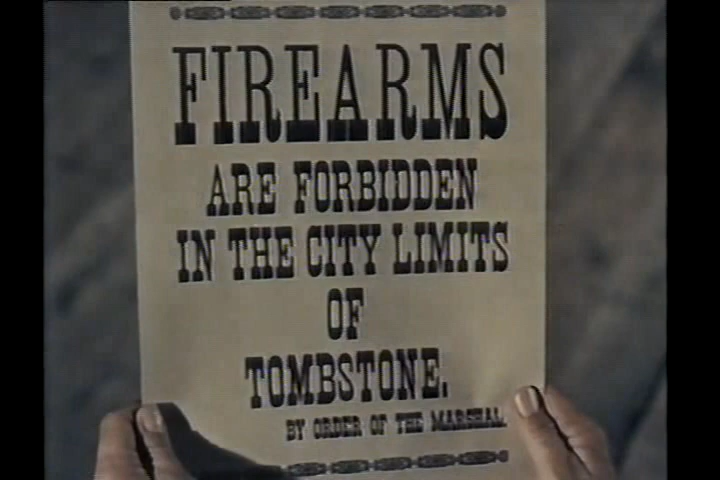 FIREARMS
ARE FORBIDDEN
IN THE CITY LIMITS
OF
TOMBSTONE.
BY ORDER OF THE MARSHAL.